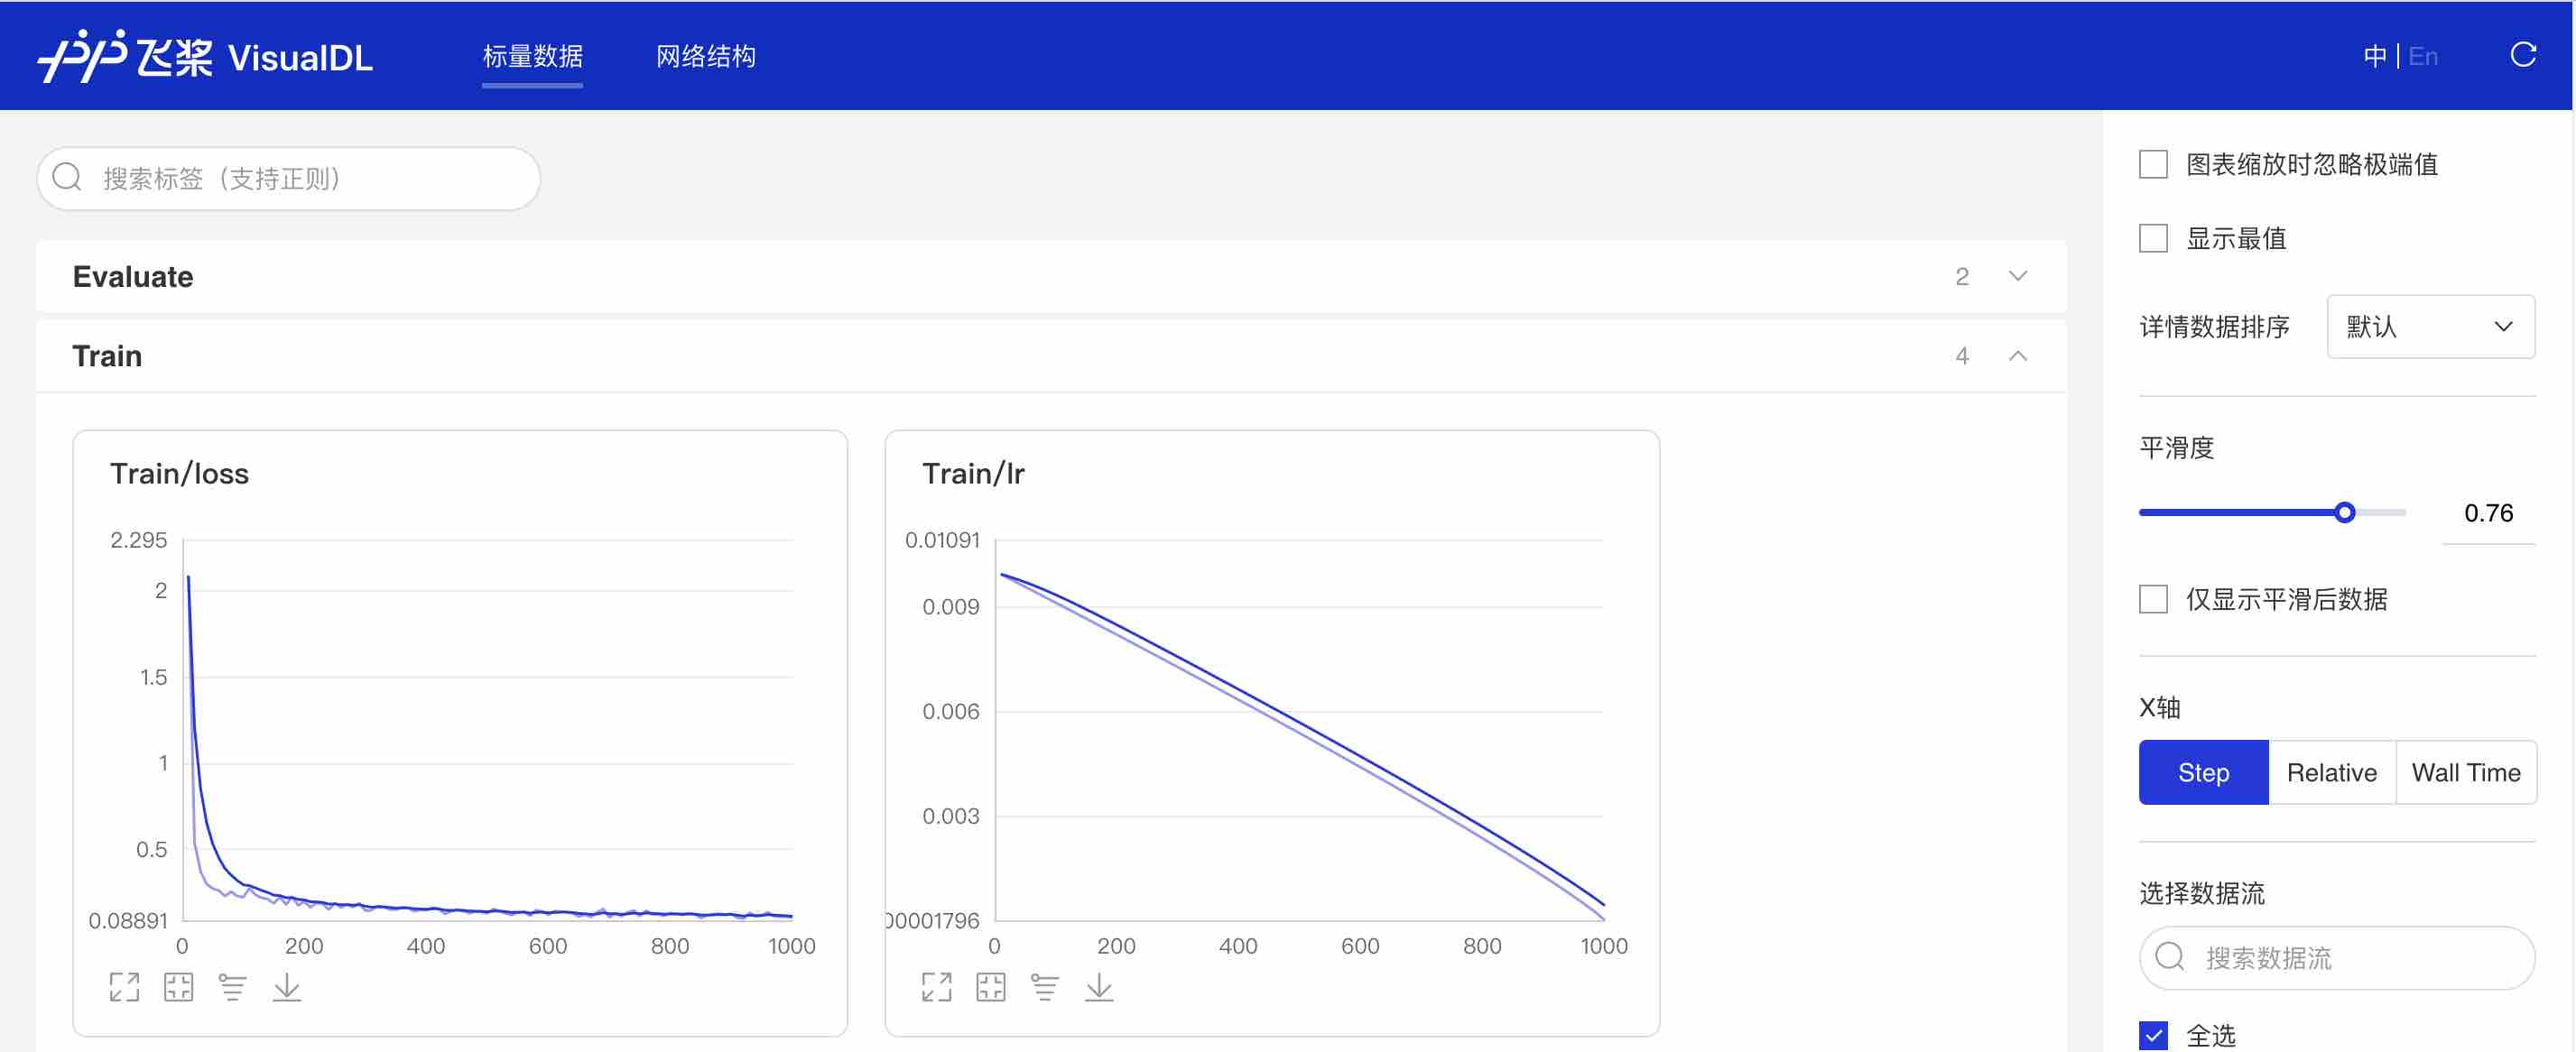 飞桨 VisualDL 标量数据 网络结构 中 | En
搜索标签（支持正则）
Evaluate 2
Train 4
Train/loss
2.295
2
1.5
1
0.5
0.08891
0 200 400 600 800 1000
Train/lr
0.01091
0.009
0.006
0.003
00001796
0 200 400 600 800 1000
图表缩放时忽略极端值
显示最值
详情数据排序 默认
平滑度
0.76
仅显示平滑后数据
X轴
Step Relative Wall Time
选择数据流
搜索数据流
全选